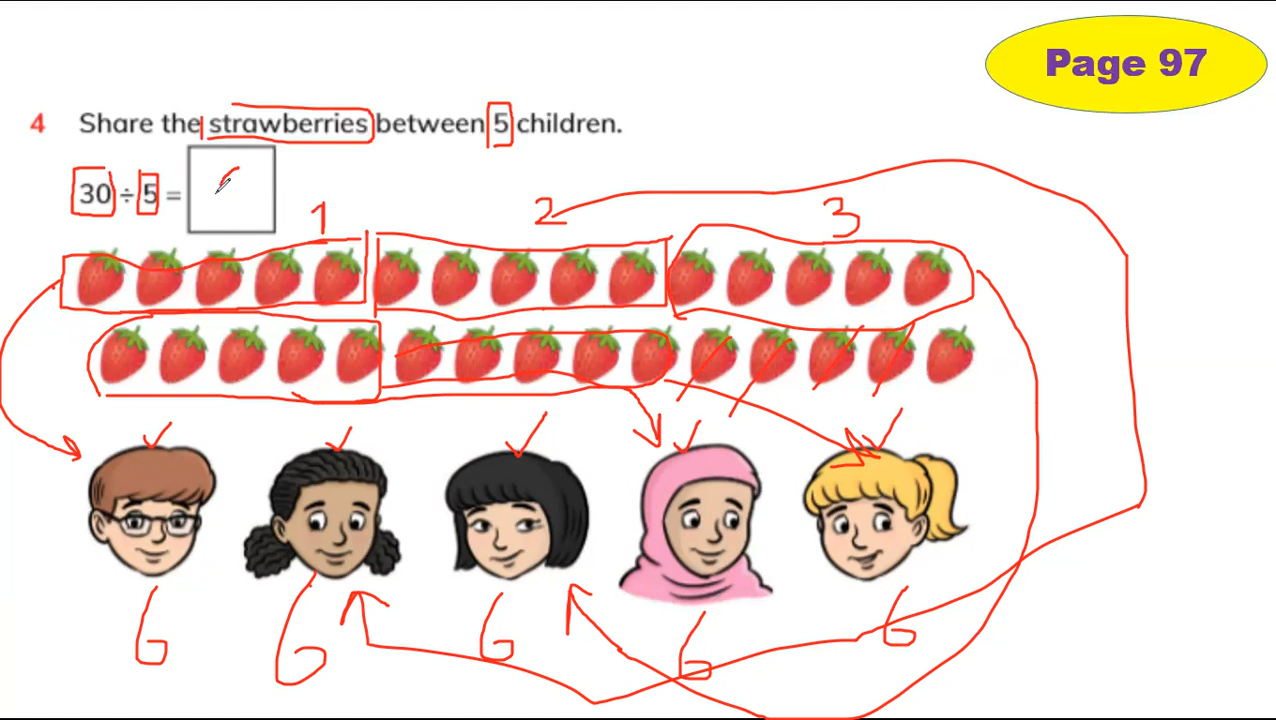 Page 97
4 Share the strawberries between 5 children.
30 ÷ 5 =
1 2 3
6 6 6 6 6